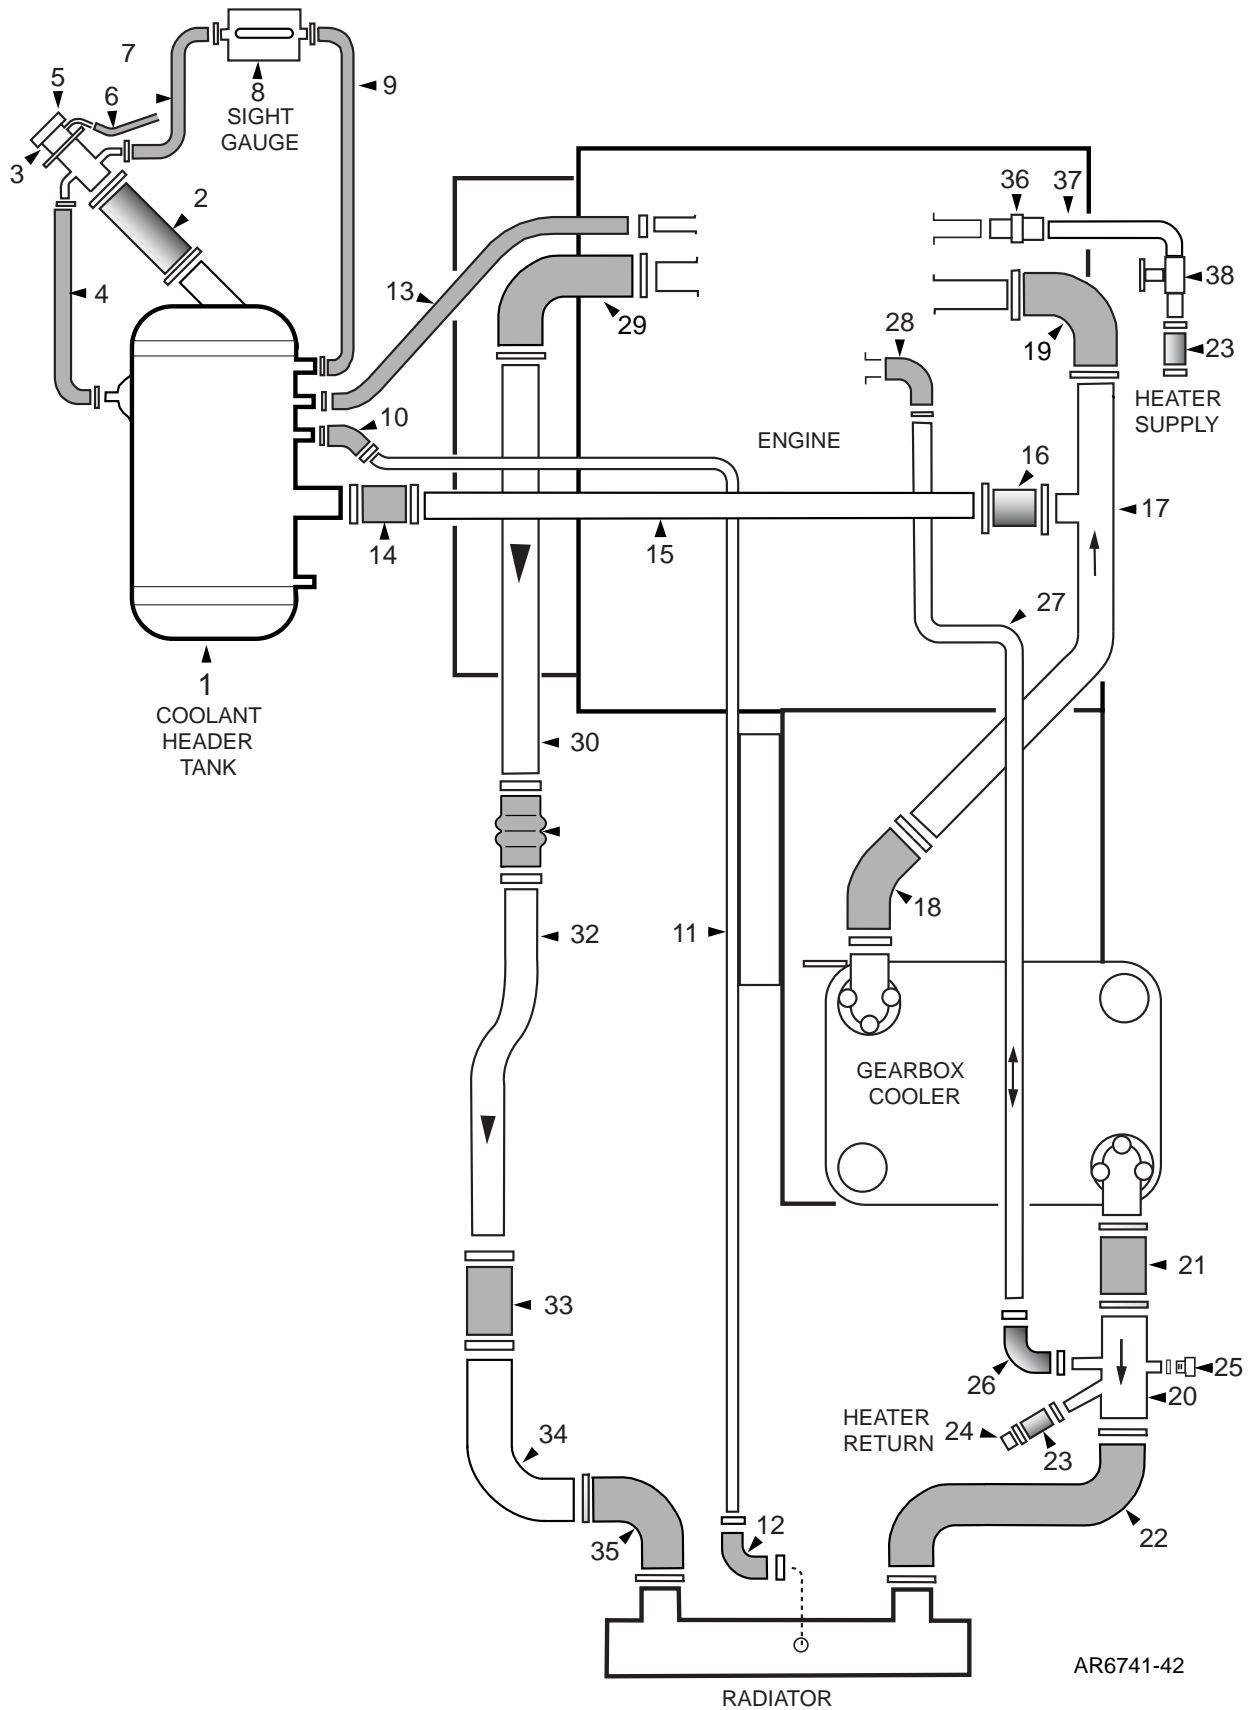 7
5
6
8
9
SIGHT
GAUGE
3
2
4
36
37
13
38
29
28
19
23
HEATER
SUPPLY
10
ENGINE
16
17
14
15
27
1
COOLANT
HEADER
TANK
30
18
11
32
GEARBOX
COOLER
21
33
26
25
20
HEATER
RETURN
24
23
34
12
35
22
AR6741-42
RADIATOR